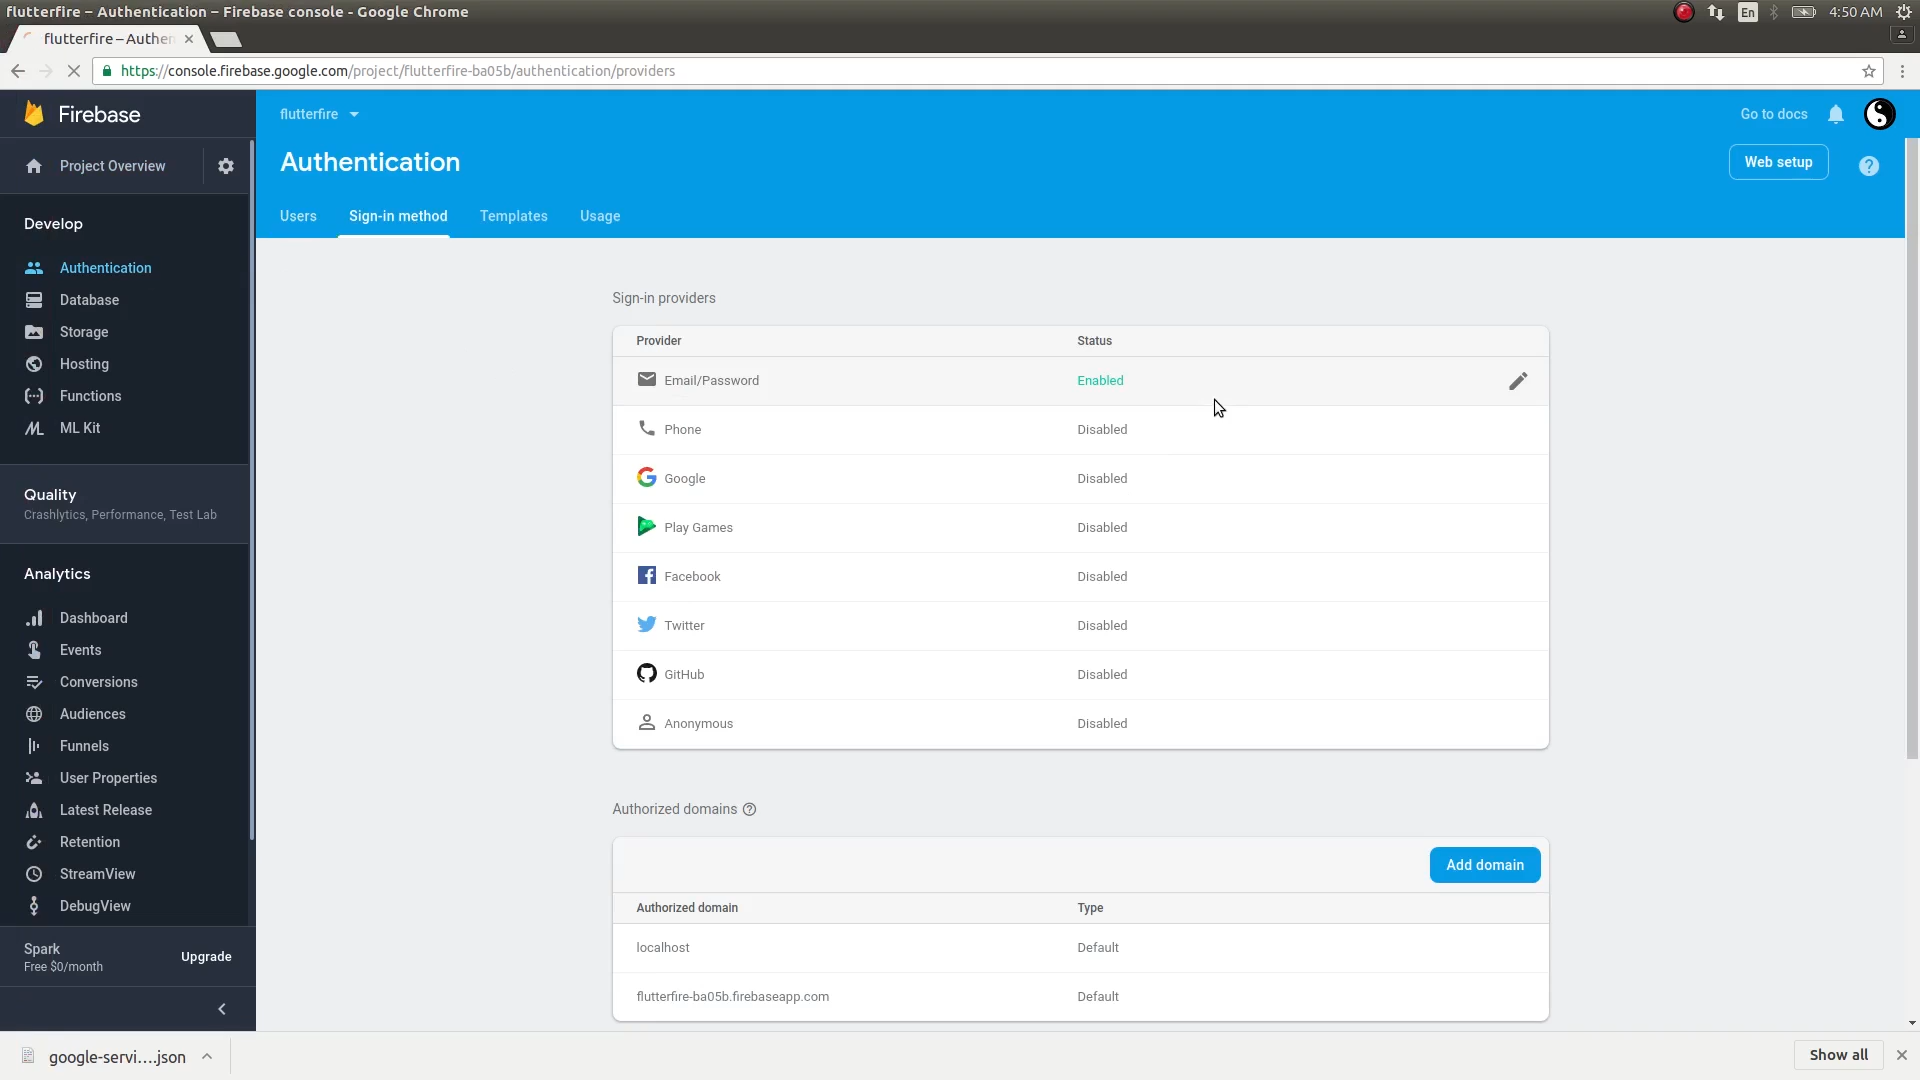 flutterfire – Authentication – Firebase console - Google Chrome
En
4:50 AM
flutterfire – Authen
https://console.firebase.google.com/project/flutterfire-ba05b/authentication/providers
Firebase
flutterfire
Go to docs
Project Overview
Authentication
Web setup
?
Users
Sign-in method
Templates
Usage
Develop
Authentication
Database
Storage
Hosting
Functions
ML Kit
Quality
Crashlytics, Performance, Test Lab
Analytics
Dashboard
Events
Conversions
Audiences
Funnels
User Properties
Latest Release
Retention
StreamView
DebugView
Spark
Free $0/month
Upgrade
Sign-in providers
Provider Status
Email/Password Enabled
Phone Disabled
Google Disabled
Play Games Disabled
Facebook Disabled
Twitter Disabled
GitHub Disabled
Anonymous Disabled
Authorized domains ?
Add domain
Authorized domain Type
localhost Default
flutterfire-ba05b.firebaseapp.com Default
google-servi....json
Show all